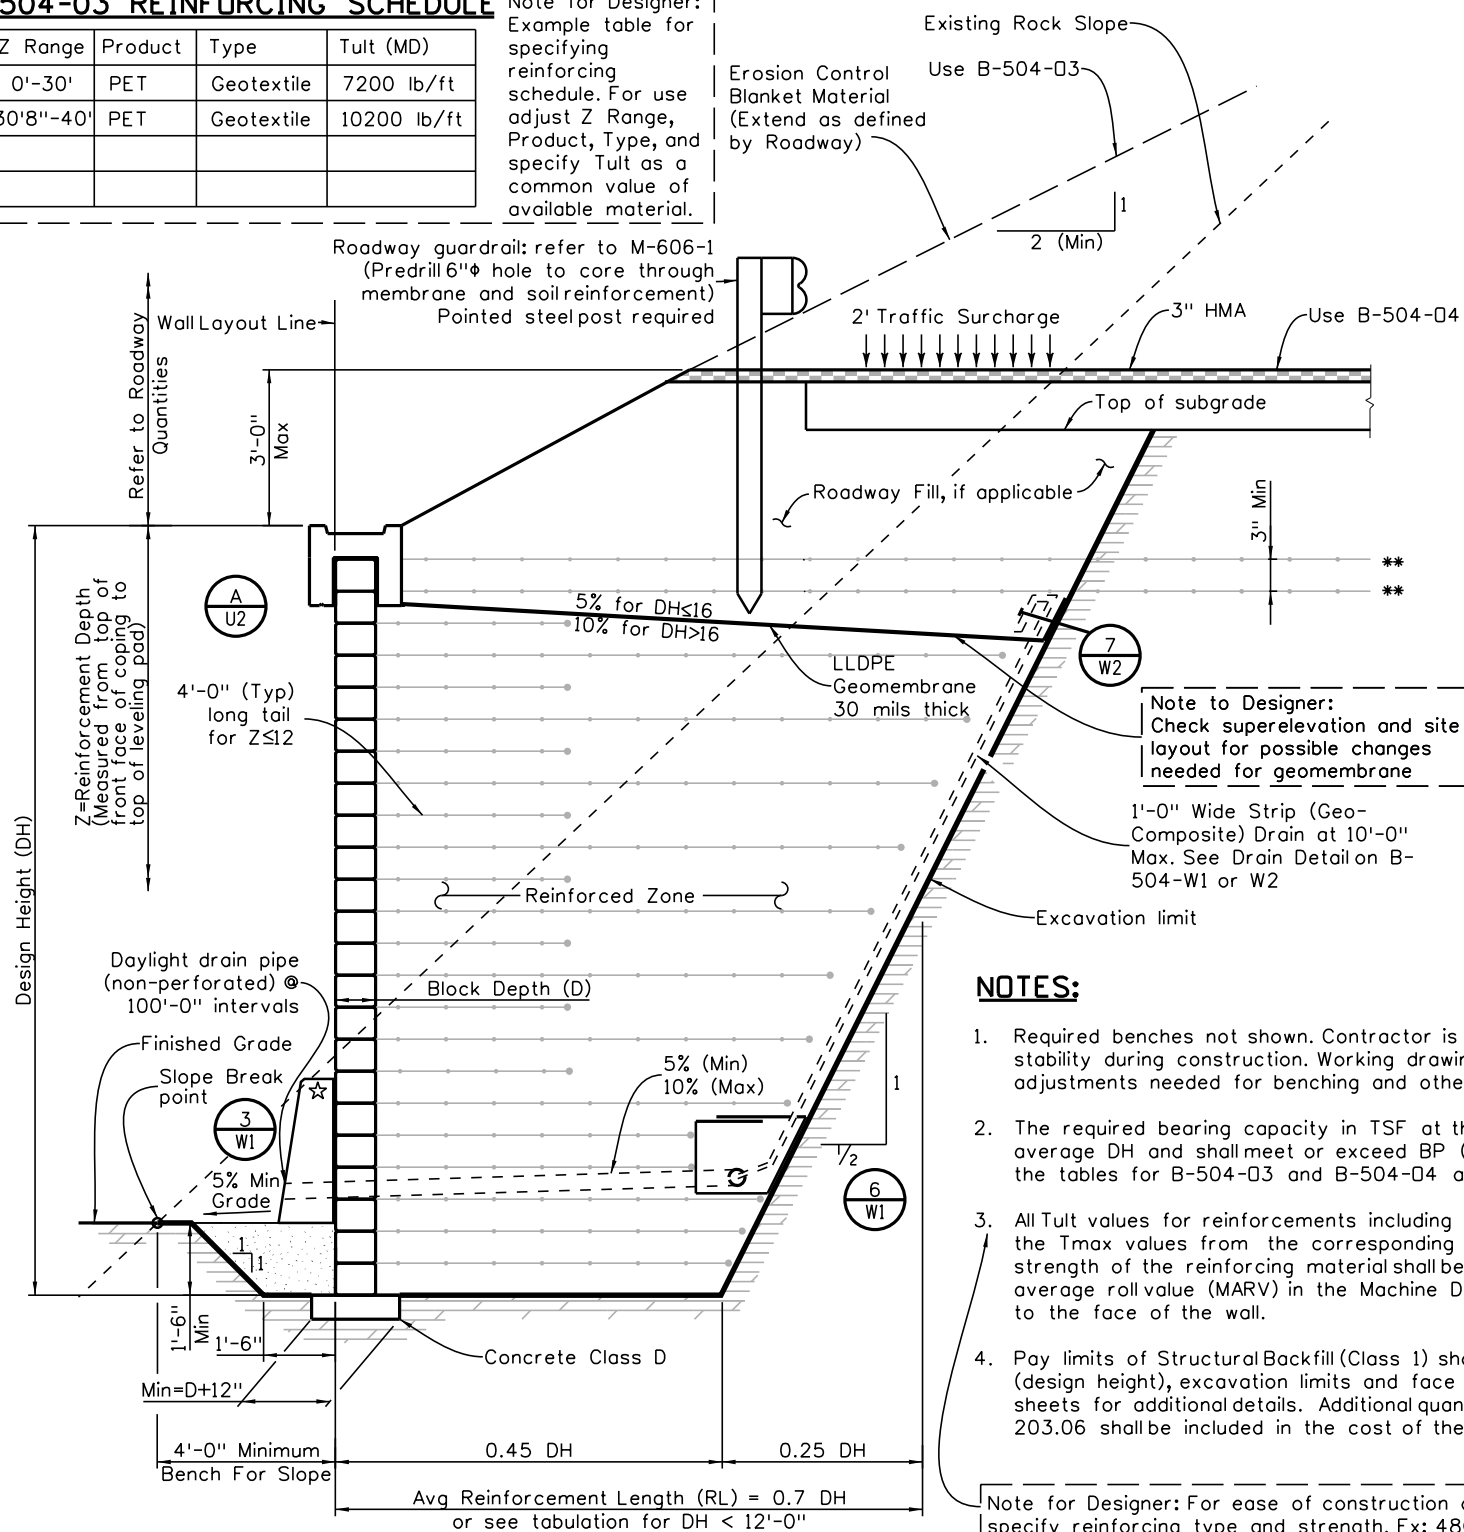 504-03 REINFORCING SCHEDULE
Z Range Product Type Tult (MD)
0'-30' PET Geotextile 7200 lb/ft
30'8"-40' PET Geotextile 10200 lb/ft
Note for Designer:
Example table for
specifying
reinforcing
schedule. For use
adjust Z Range,
Product, Type, and
specify Tult as a
common value of
available material.
Existing Rock Slope
Use B-504-03
Erosion Control
Blanket Material
(Extend as defined
by Roadway)
1
2 (Min)
Roadway guardrail: refer to M-606-1
(Predrill 6"Φ hole to core through
membrane and soil reinforcement)
Pointed steel post required
Wall Layout Line
Refer to Roadway
Quantities
3'-0"
Max
2' Traffic Surcharge
3" HMA
Use B-504-04
Top of subgrade
Roadway Fill, if applicable
3" Min
**
**
A
U2
5% for DH≤16
10% for DH>16
7
W2
LLDPE
Geomembrane
30 mils thick
4'-0" (Typ)
long tail
for Z≤12
Z=Reinforcement Depth
(Measured from top of
front face of coping to
top of leveling pad)
Note to Designer:
Check superelevation and site
layout for possible changes
needed for geomembrane
1'-0" Wide Strip (Geo-
Composite) Drain at 10'-0"
Max. See Drain Detail on B-
504-W1 or W2
Reinforced Zone
Excavation limit
Design Height (DH)
Daylight drain pipe
(non-perforated) @
100'-0" intervals
Block Depth (D)
Finished Grade
Slope Break
point
3
W1
5% (Min)
10% (Max)
1
1/2
6
W1
5% Min
Grade
1
1
1'-6"
Min
1'-6"
Concrete Class D
Min=D+12"
4'-0" Minimum
Bench For Slope
0.45 DH
0.25 DH
Avg Reinforcement Length (RL) = 0.7 DH
or see tabulation for DH < 12'-0"
NOTES:
1. Required benches not shown. Contractor is
stability during construction. Working drawin
adjustments needed for benching and othe
2. The required bearing capacity in TSF at th
average DH and shall meet or exceed BP (
the tables for B-504-03 and B-504-04 a
3. All Tult values for reinforcements including
the Tmax values from the corresponding
strength of the reinforcing material shall be
average roll value (MARV) in the Machine D
to the face of the wall.
4. Pay limits of Structural Backfill (Class 1) sha
(design height), excavation limits and face
sheets for additional details. Additional quan
203.06 shall be included in the cost of the
Note for Designer: For ease of construction
specify reinforcing type and strength. Ex: 48